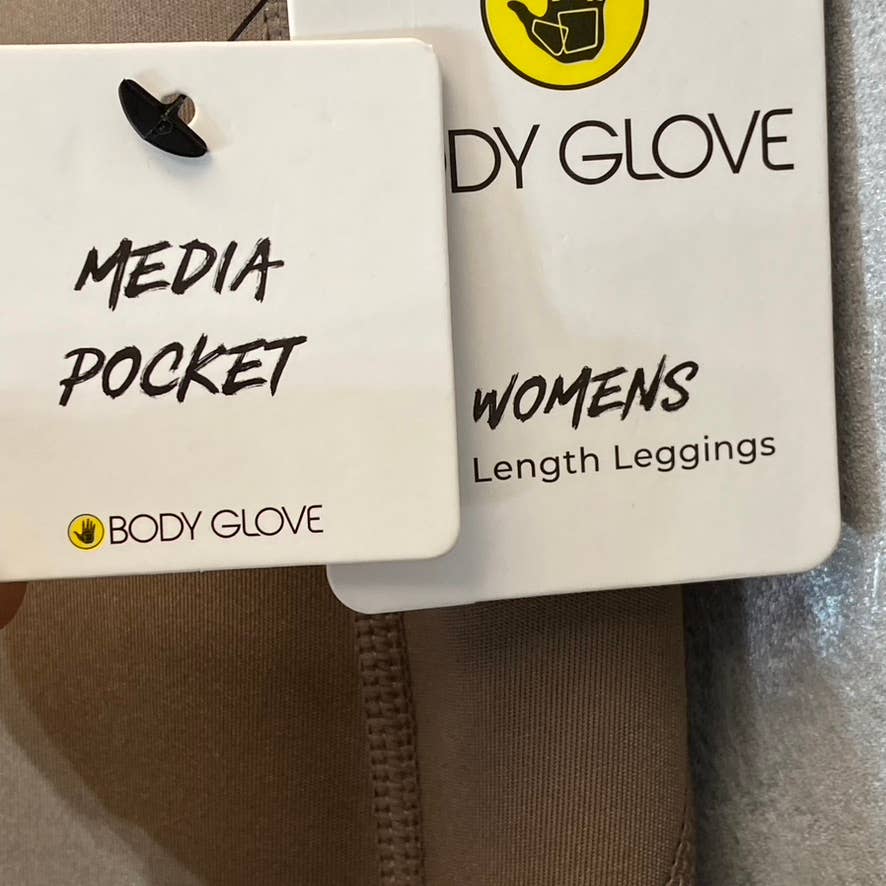 MEDIA
POCKET
BODY GLOVE
DY GLOVE
WOMENS
Length Leggings